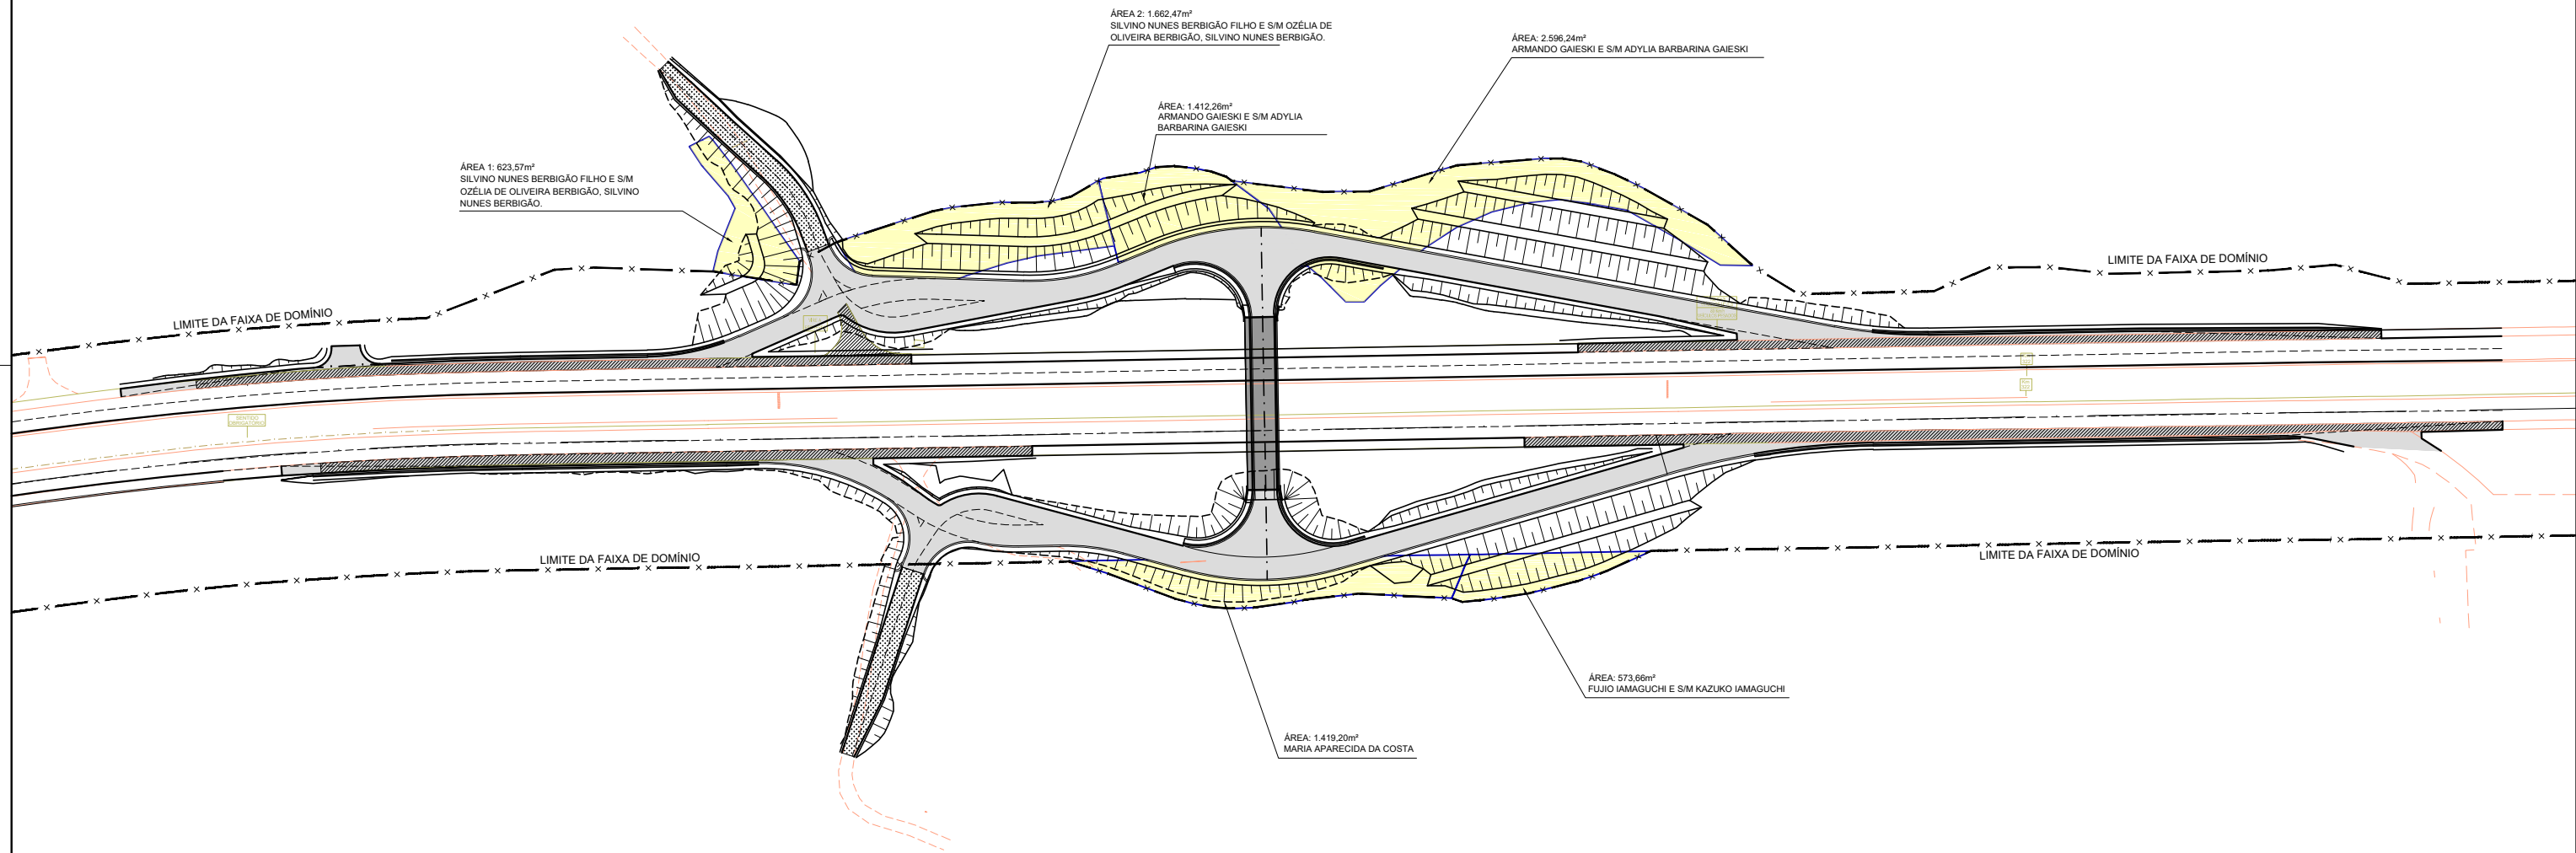 ÁREA 2: 1.662,47m²
SILVINO NUNES BERBIGÃO FILHO E S/M OZÉLIA DE
OLIVEIRA BERBIGÃO, SILVINO NUNES BERBIGÃO.
ÁREA: 2.596,24m²
ARMANDO GAIESKI E S/M ADYLIA BARBARINA GAIESKI
ÁREA: 1.412,26m²
ARMANDO GAIESKI E S/M ADYLIA
BARBARINA GAIESKI
ÁREA 1: 623,57m²
SILVINO NUNES BERBIGÃO FILHO E S/M
OZÉLIA DE OLIVEIRA BERBIGÃO, SILVINO
NUNES BERBIGÃO.
LIMITE DA FAIXA DE DOMÍNIO
LIMITE DA FAIXA DE DOMÍNIO
SENTIDO
OBRIGATÓRIO
LIMITE DA FAIXA DE DOMÍNIO
LIMITE DA FAIXA DE DOMÍNIO
ÁREA: 573,66m²
FUJIO IAMAGUCHI E S/M KAZUKO IAMAGUCHI
ÁREA: 1.419,20m²
MARIA APARECIDA DA COSTA